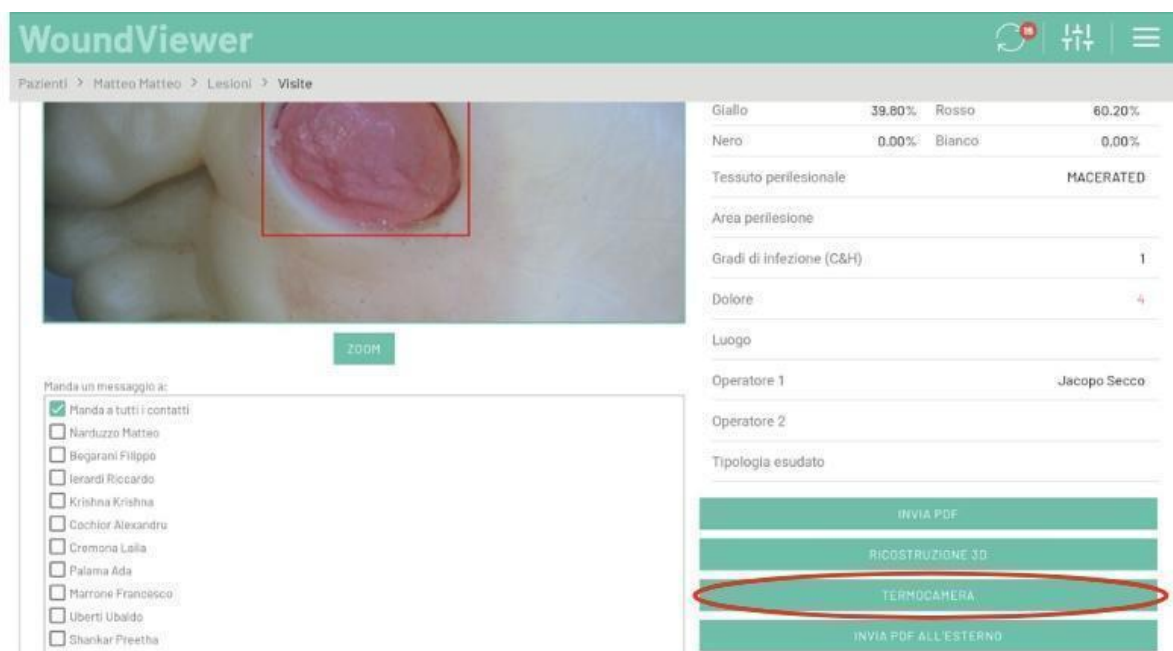 WoundViewer
16
Pazienti > Matteo Matteo > Lesioni > Visite
Giallo 39.80% Rosso 60.20%
Nero 0.00% Bianco 0.00%
Tessuto perilesionale MACERATED
Area perilesione
Gradi di infezione (C&H) 1
Dolore 4
Luogo
Operatore 1 Jacopo Secco
Operatore 2
Tipologia esudato
ZOOM
Manda un messaggio a:
Manda a tutti i contatti
Narduzzo Matteo
Begarani Filippo
Ierardi Riccardo
Krishna Krishna
Cochior Alexandru
Cremona Laila
Palama Ada
Marrone Francesco
Uberti Ubaldo
Shankar Preetha
INVIA PDF
RICOSTRUZIONE 3D
TERMOCAMERA
INVIA PDF ALL'ESTERNO